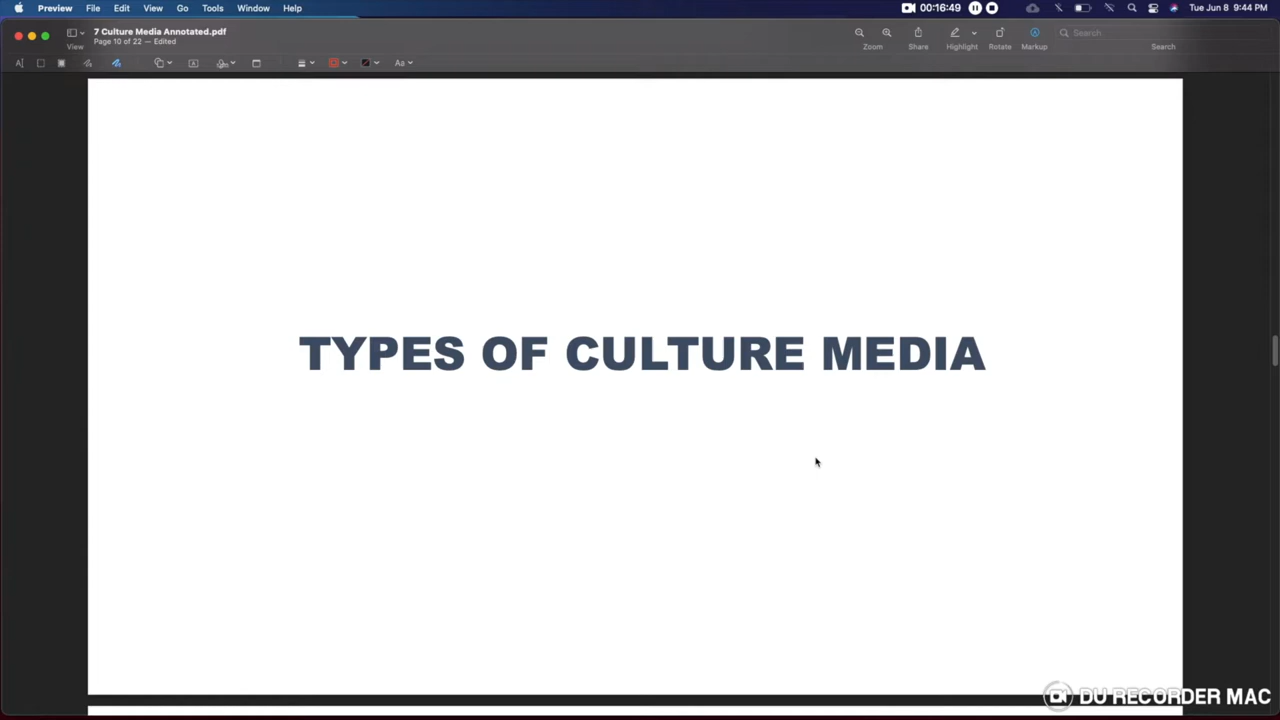 Preview File Edit View Go Tools Window Help 00:16:49 Tue Jun 8 9:44 PM
7 Culture Media Annotated.pdf
Page 10 of 22 — Edited
View Zoom Share Highlight Rotate Markup Search
Search
Aa
TYPES OF CULTURE MEDIA
DU RECORDER MAC